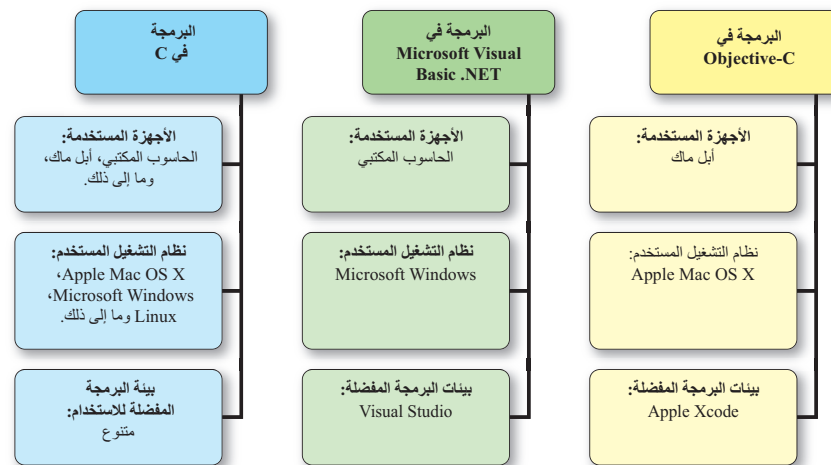 البرمجة في
Objective-C
الأجهزة المستخدمة:
أبل ماك
نظام التشغيل المستخدم:
Apple Mac OS X
بيئات البرمجة المفضلة:
Apple Xcode
البرمجة في
Microsoft Visual
Basic .NET
الأجهزة المستخدمة:
الحاسوب المكتبي
نظام التشغيل المستخدم:
Microsoft Windows
بيئات البرمجة المفضلة:
Visual Studio
البرمجة
في C
الأجهزة المستخدمة:
الحاسوب المكتبي، أبل ماك،
وما إلى ذلك.
نظام التشغيل المستخدم:
Apple Mac OS X،
Microsoft Windows،
Linux وما إلى ذلك.
بيئة البرمجة
المفضلة للاستخدام:
متنوع